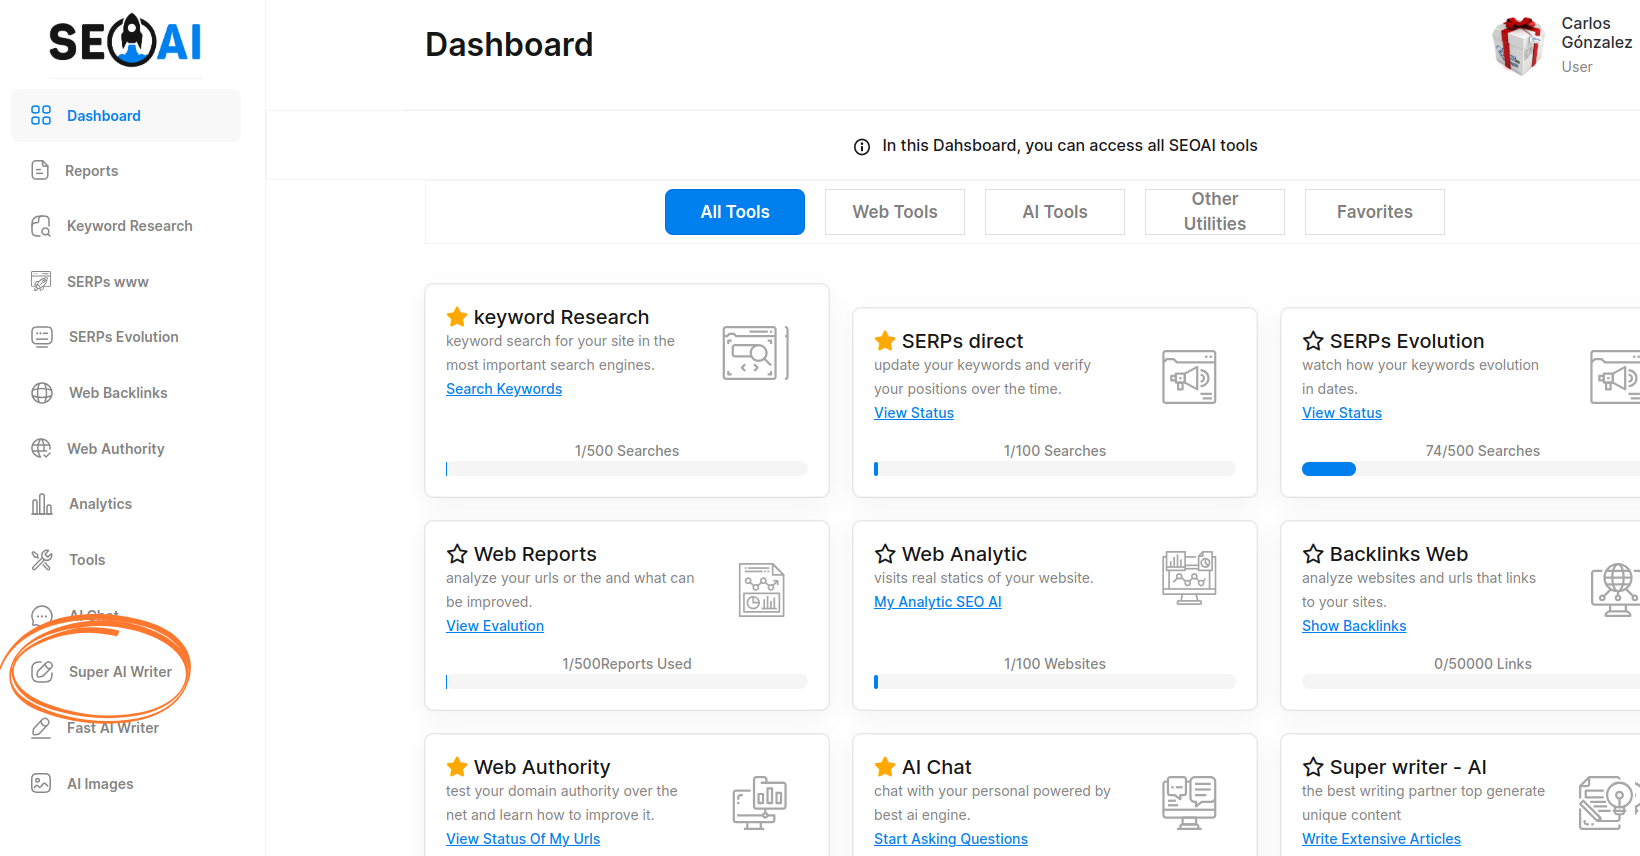 SEOAI
Dashboard
Reports
Keyword Research
SERPs www
SERPs Evolution
Web Backlinks
Web Authority
Analytics
Tools
AI Chat
Super AI Writer
Fast AI Writer
AI Images
Dashboard
Carlos
Gónzalez
User
In this Dahsboard, you can access all SEOAI tools
All Tools
Web Tools
AI Tools
Other
Utilities
Favorites
keyword Research
keyword search for your site in the
most important search engines.
Search Keywords
1/500 Searches
SERPs direct
update your keywords and verify
your positions over the time.
View Status
1/100 Searches
SERPs Evolution
watch how your keywords evolution
in dates.
View Status
74/500 Searches
Web Reports
analyze your urls or the and what can
be improved.
View Evalution
1/500Reports Used
Web Analytic
visits real statics of your website.
My Analytic SEO AI
1/100 Websites
Backlinks Web
analyze websites and urls that links
to your sites.
Show Backlinks
0/50000 Links
Web Authority
test your domain authority over the
net and learn how to improve it.
View Status Of My Urls
AI Chat
chat with your personal powered by
best ai engine.
Start Asking Questions
Super writer - AI
the best writing partner top generate
unique content
Write Extensive Articles